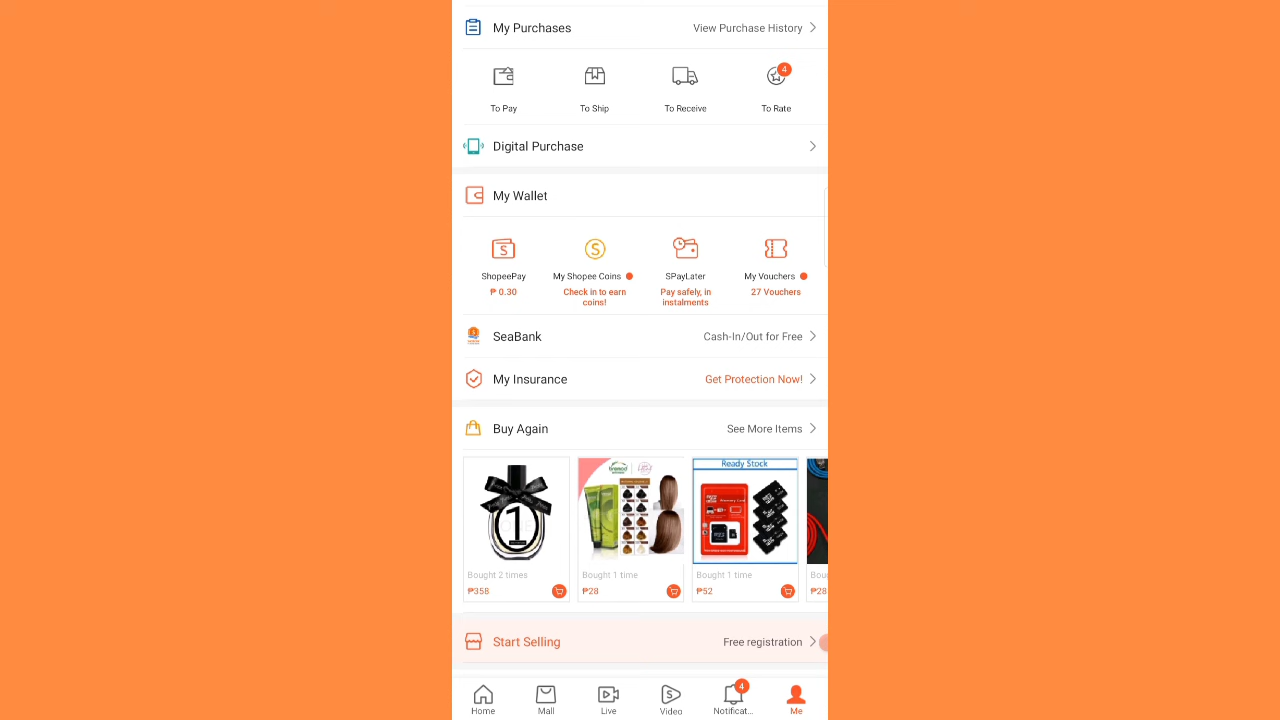 My Purchases
View Purchase History
4
To Pay
To Ship
To Receive
To Rate
Digital Purchase
My Wallet
ShopeePay
My Shopee Coins
SPayLater
My Vouchers
₱ 0.30
Check in to earn
coins!
Pay safely, in
instalments
27 Vouchers
SeaBank
Cash-In/Out for Free
My Insurance
Get Protection Now!
Buy Again
See More Items
1
Ready Stock
Bought 2 times
Bought 1 time
Bought 1 time
Bou
₱358
₱28
₱52
₱28
Start Selling
Free registration
4
Home
Mall
Live
Video
Notificat...
Me